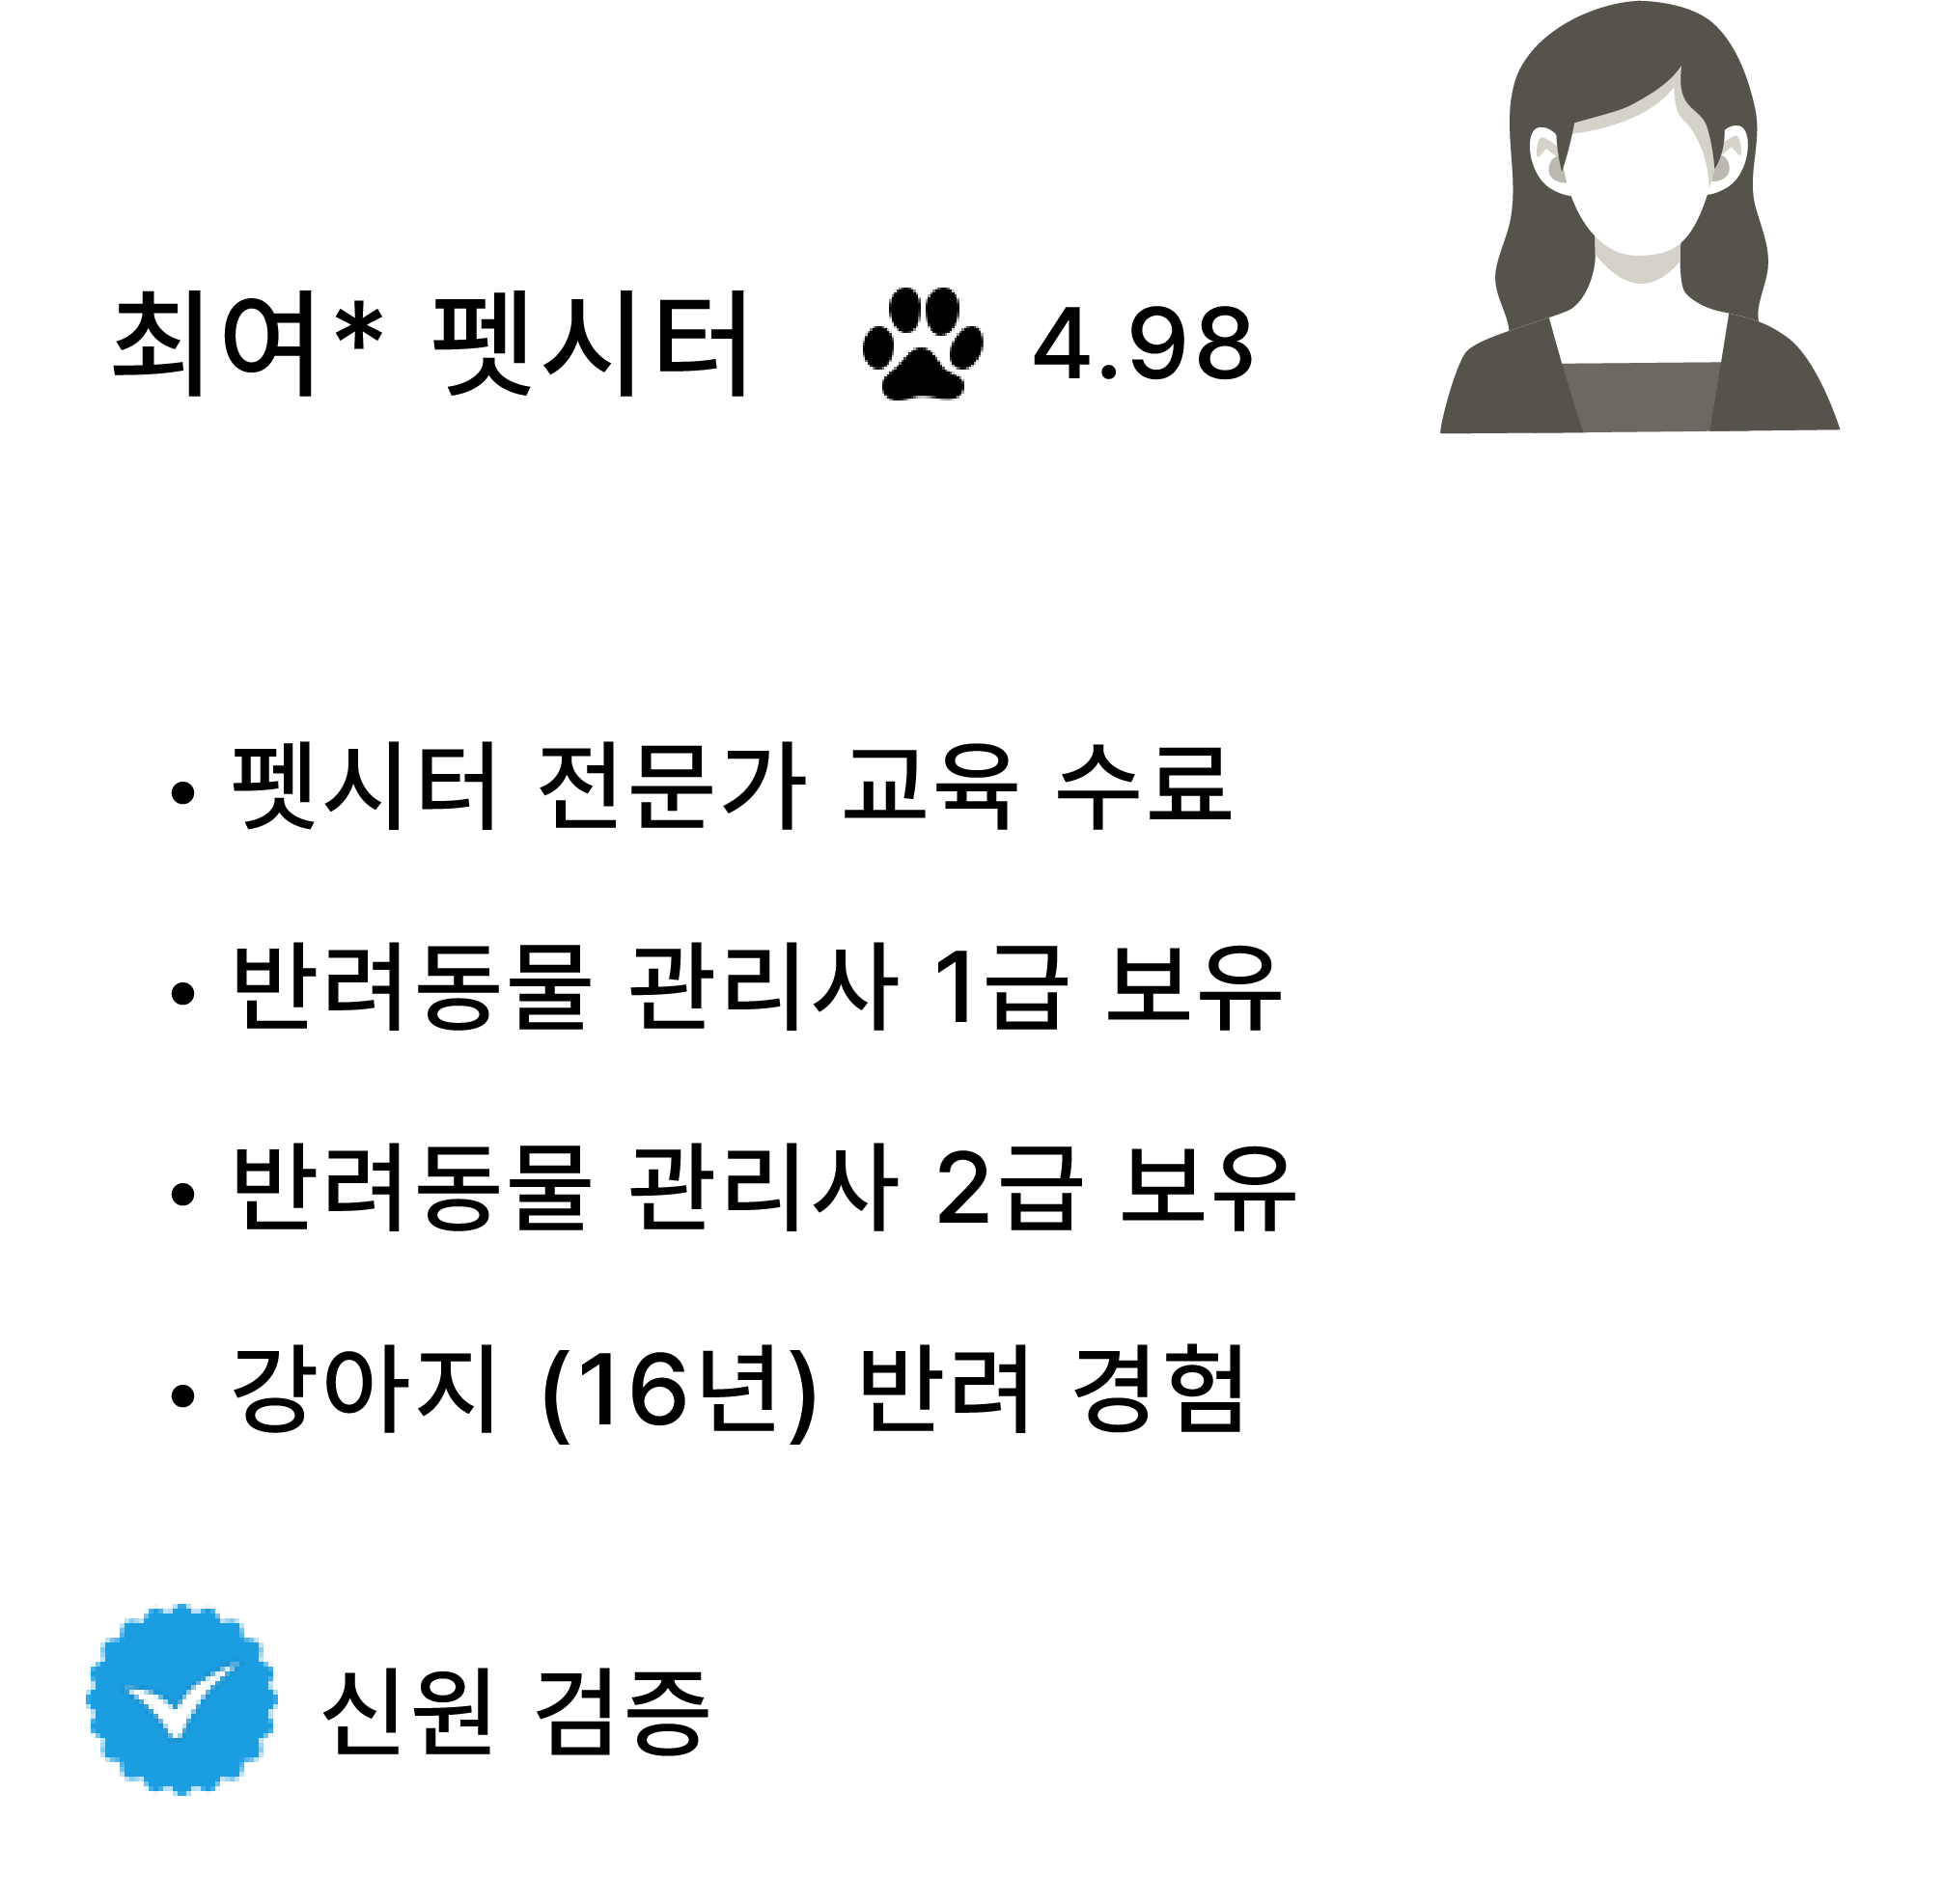 최여* 펫시터 4.98
• 펫시터 전문가 교육 수료
• 반려동물 관리사 1급 보유
• 반려동물 관리사 2급 보유
• 강아지 (16년) 반려 경험
신원 검증